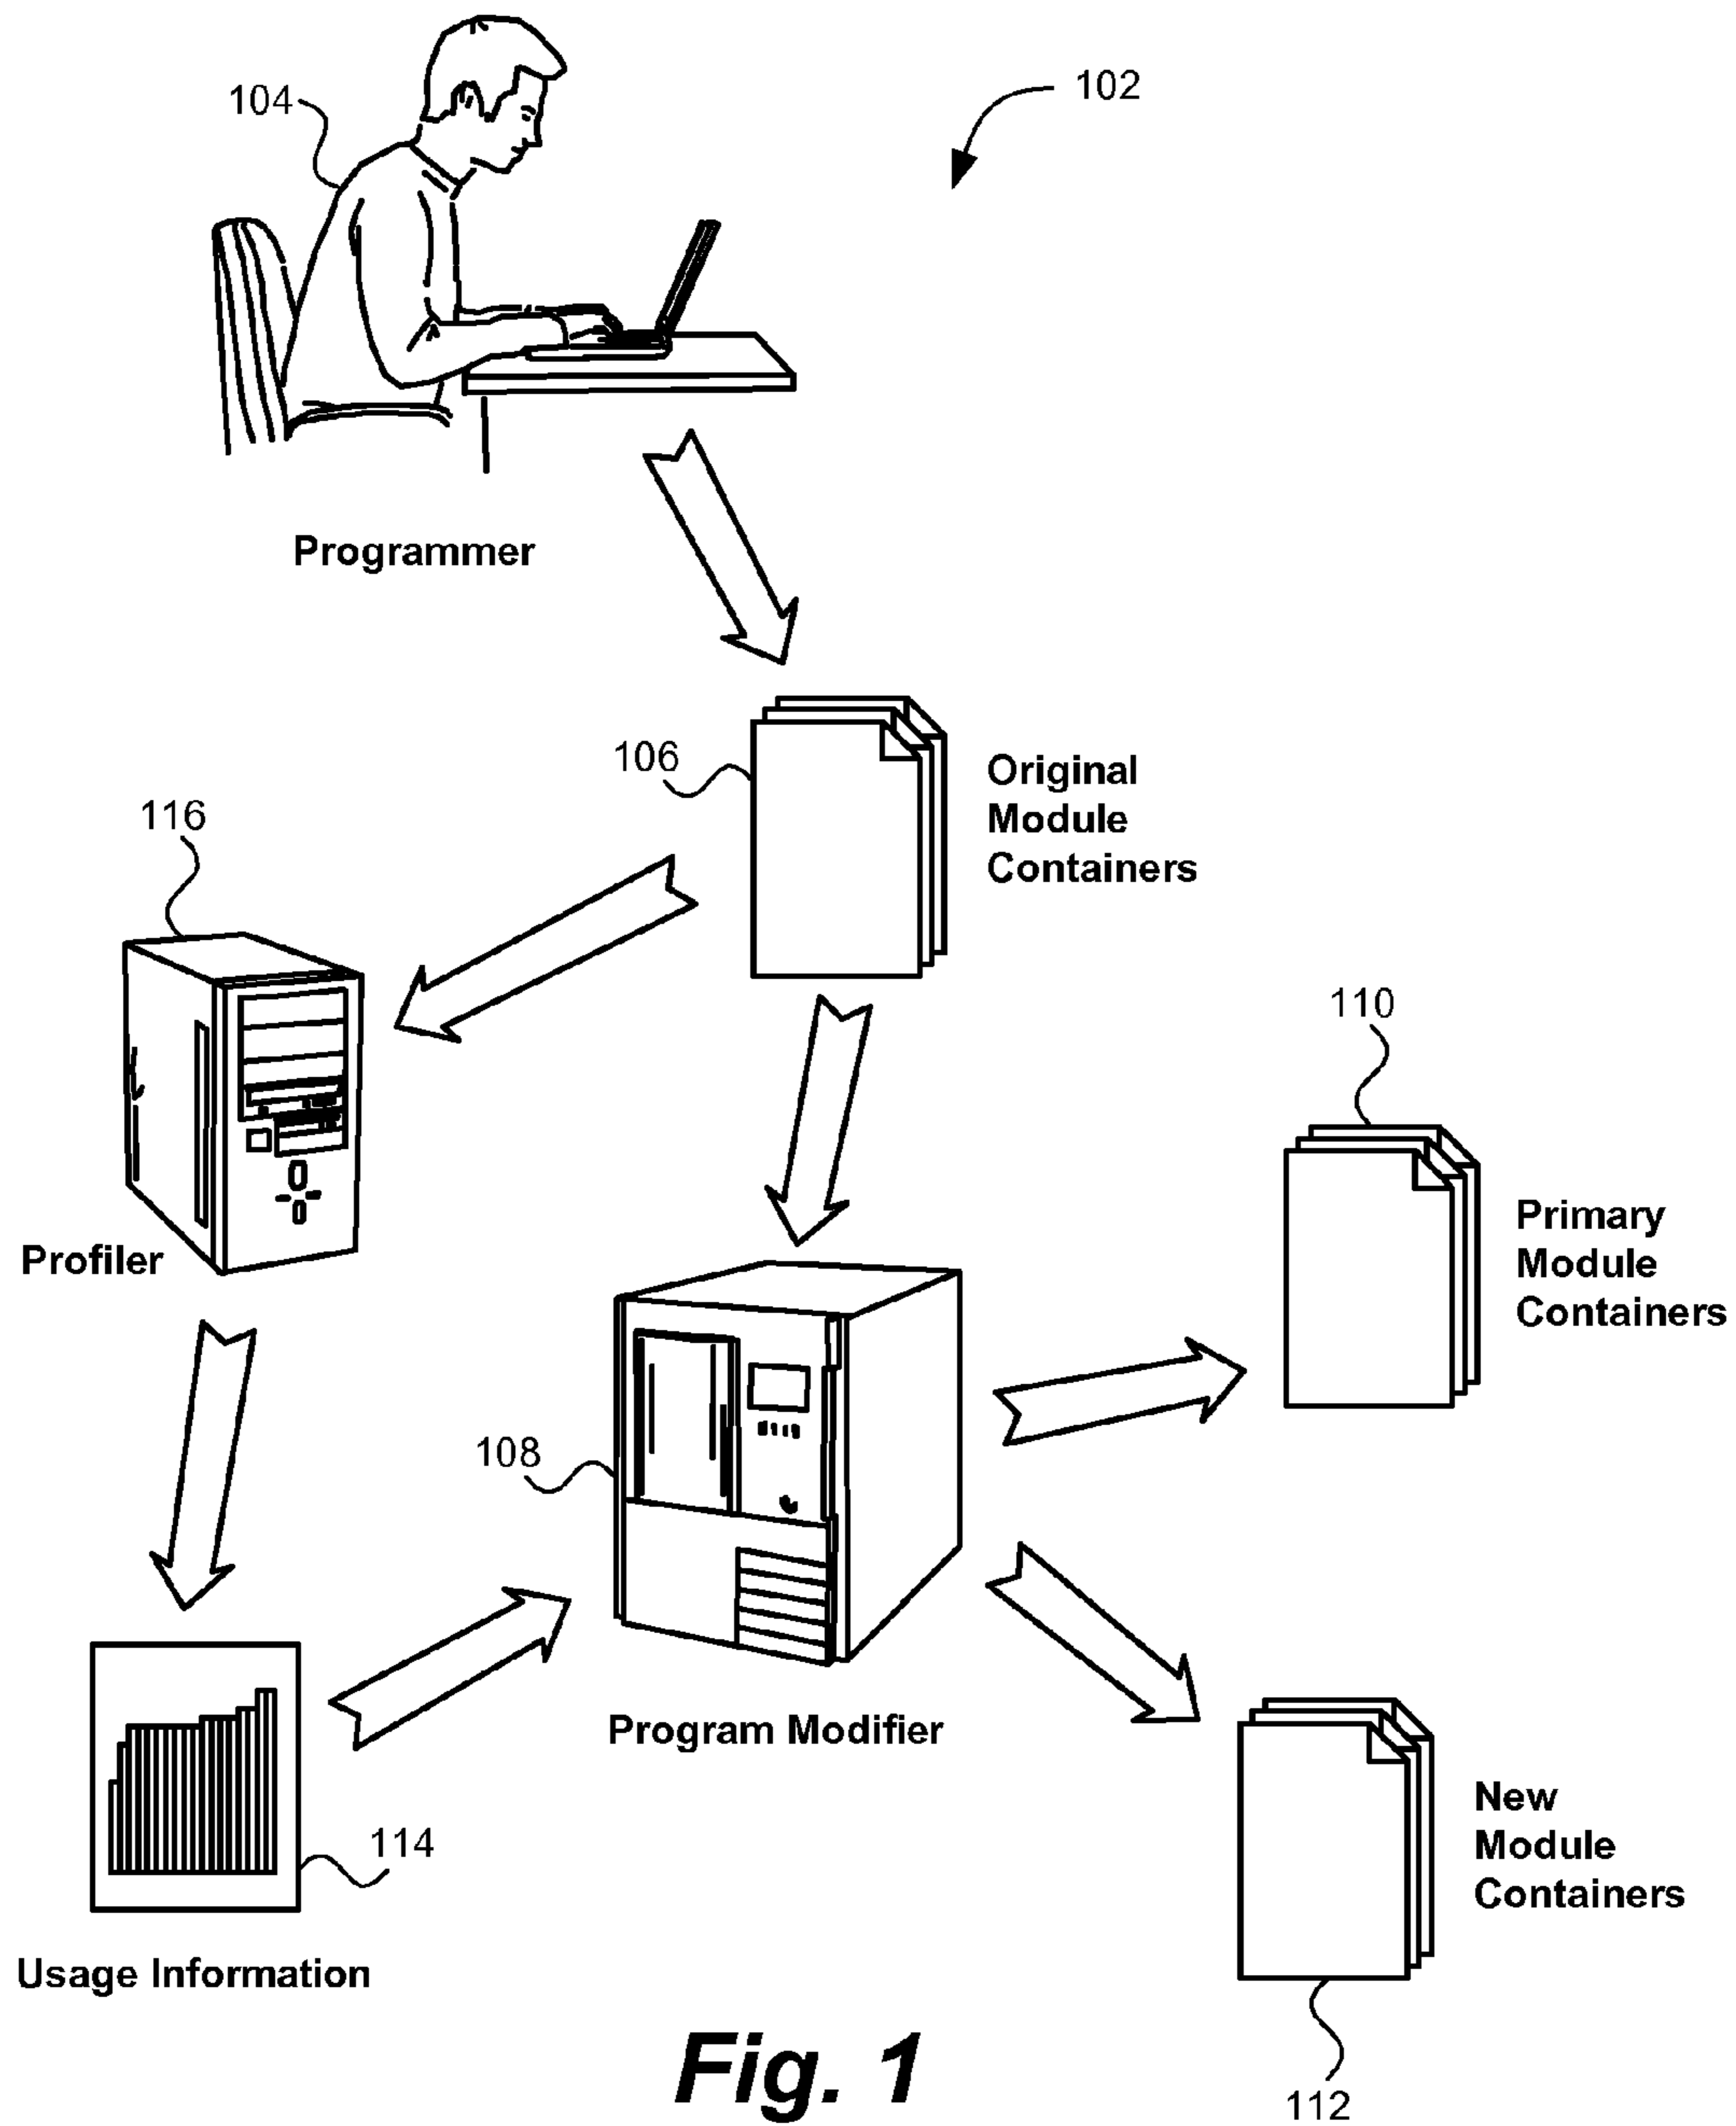 104
102
Programmer
106
Original
Module
Containers
116
110
Profiler
Primary
Module
Containers
108
Program Modifier
114
New
Module
Containers
Usage Information
Fig. 1
112